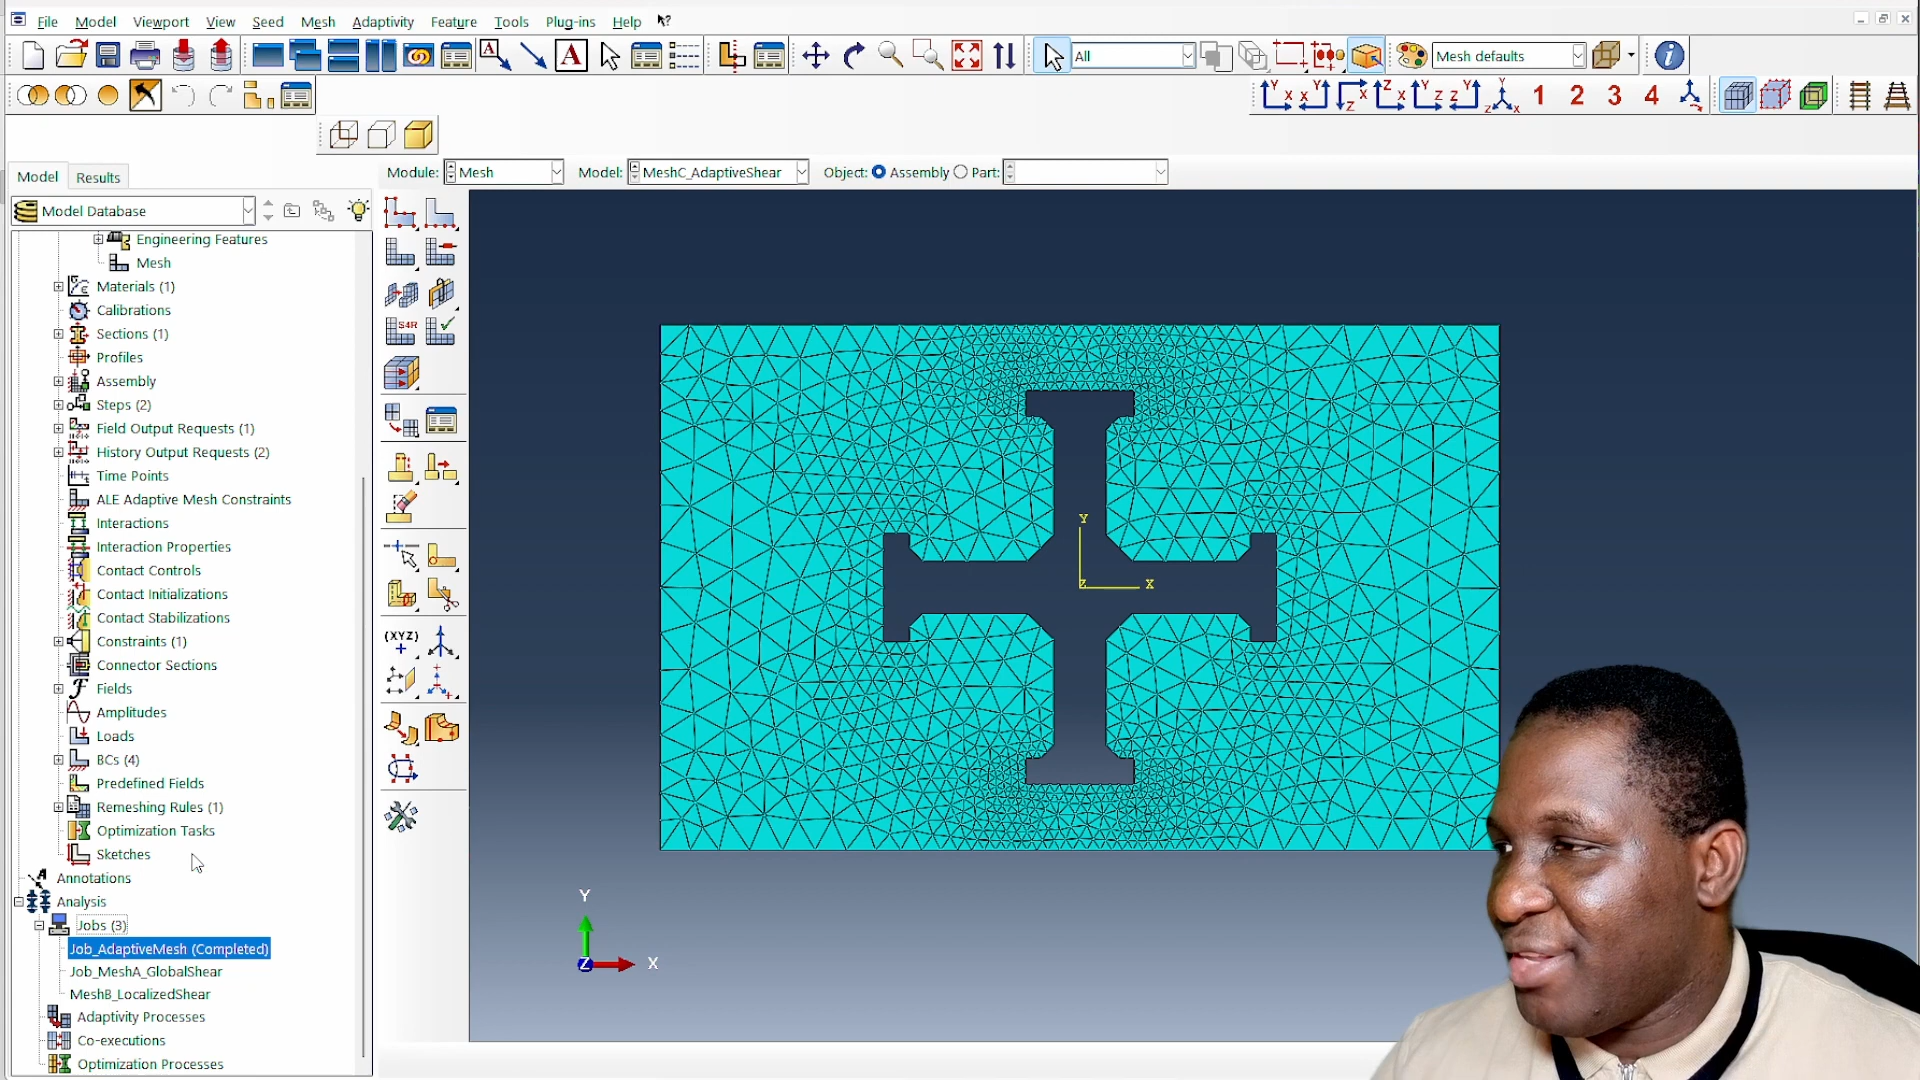 File Model Viewport View Seed Mesh Adaptivity Feature Tools Plug-ins Help
A A All Mesh defaults i
1 2 3 4
Module: Mesh Model: MeshC_AdaptiveShear Object: Assembly Part:
Model Results
Model Database
Engineering Features
Mesh
Materials (1)
Calibrations
Sections (1)
Profiles
Assembly
Steps (2)
Field Output Requests (1)
History Output Requests (2)
Time Points
ALE Adaptive Mesh Constraints
Interactions
Interaction Properties
Contact Controls
Contact Initializations
Contact Stabilizations
Constraints (1)
Connector Sections
Fields
Amplitudes
Loads
BCs (4)
Predefined Fields
Remeshing Rules (1)
Optimization Tasks
Sketches
Annotations
Analysis
Jobs (3)
Job_AdaptiveMesh (Completed)
Job_MeshA_GlobalShear
MeshB_LocalizedShear
Adaptivity Processes
Co-executions
Optimization Processes
S4R
(XYZ)
Y
Z X
Y
Z X